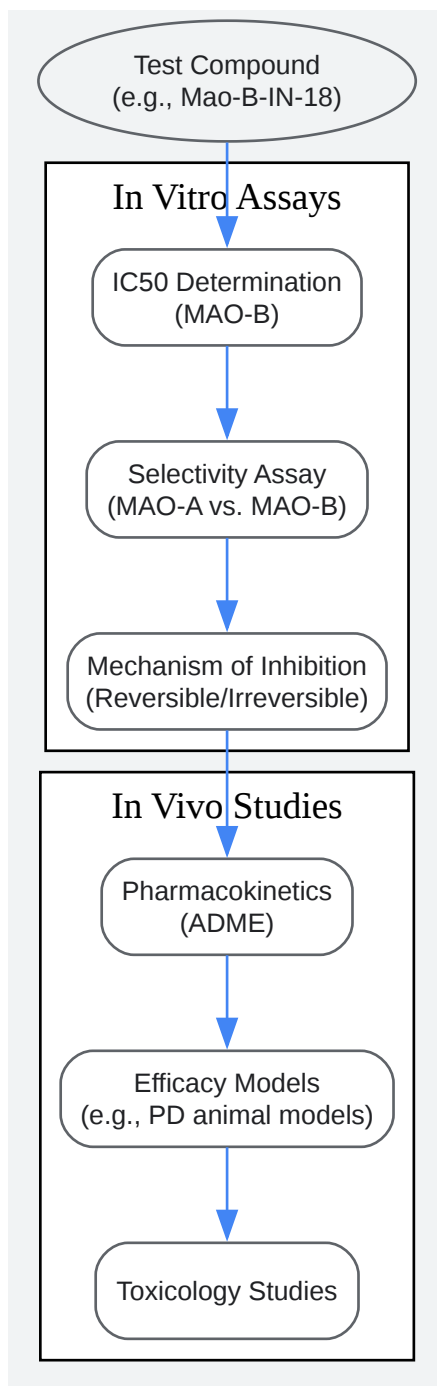 Test Compound
(e.g., Mao-B-IN-18)
In Vitro Assays
IC50 Determination
(MAO-B)
Selectivity Assay
(MAO-A vs. MAO-B)
Mechanism of Inhibition
(Reversible/Irreversible)
In Vivo Studies
Pharmacokinetics
(ADME)
Efficacy Models
(e.g., PD animal models)
Toxicology Studies